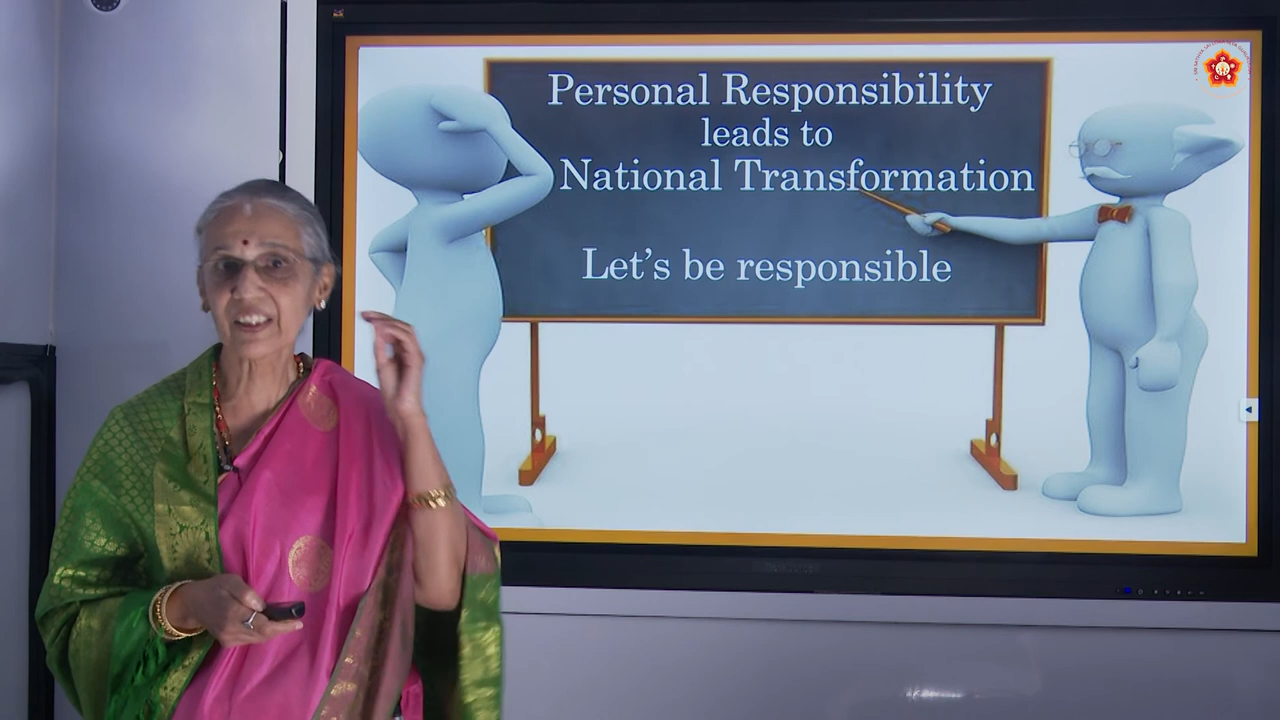 Personal Responsibility
leads to
National Transformation
Let's be responsible